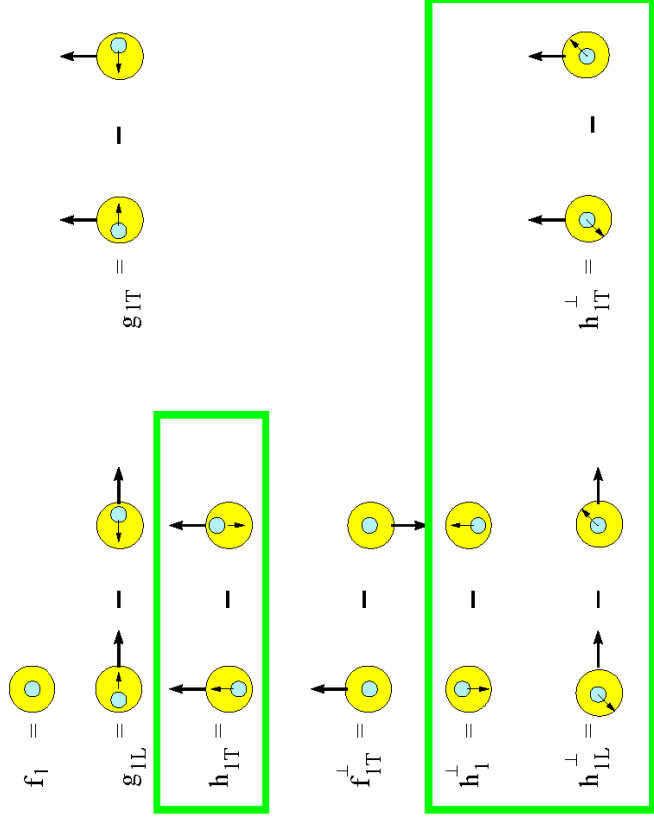 f₁ =
g₁L = − g₁T = −
h₁T = −
f⊥₁T = −
h⊥₁ = −
h⊥₁L = − h⊥₁T = −